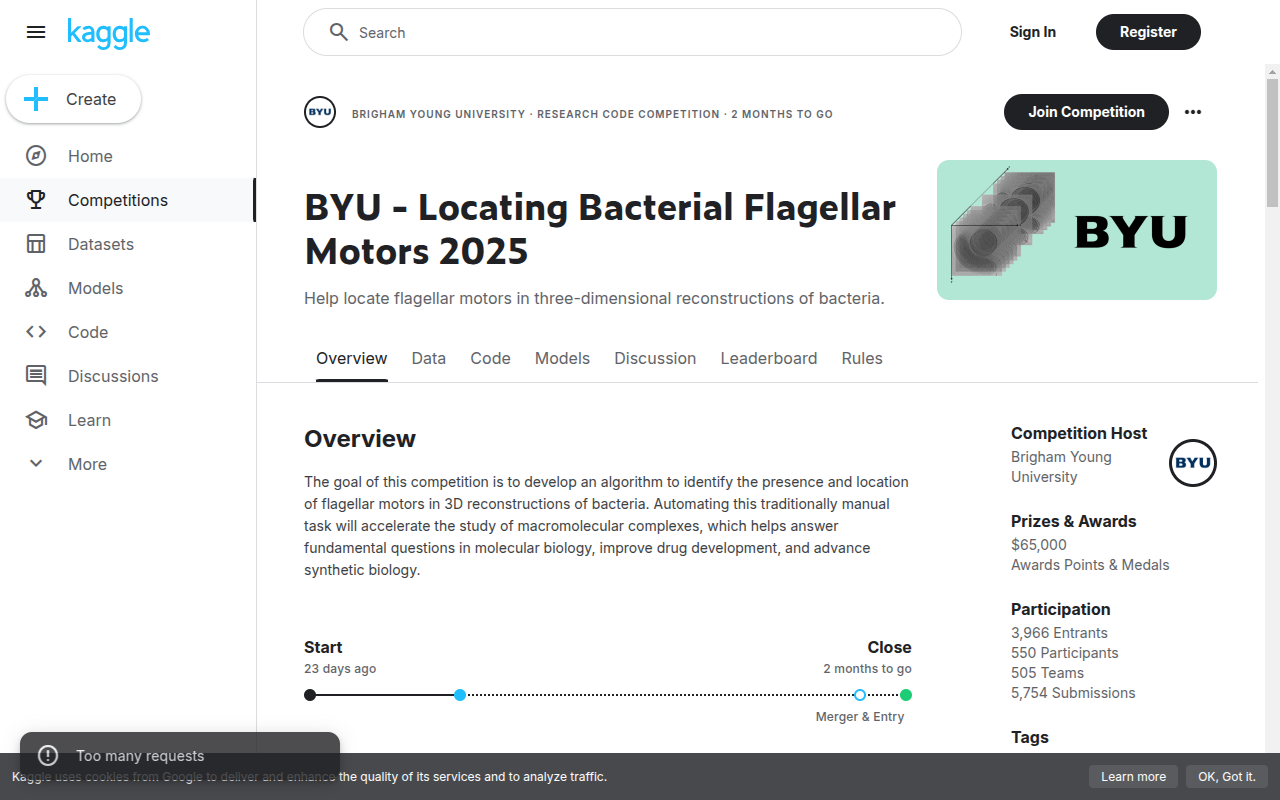 kaggle
Search
Sign In
Register
Create
Home
Competitions
Datasets
Models
Code
Discussions
Learn
More
BYU
BRIGHAM YOUNG UNIVERSITY · RESEARCH CODE COMPETITION · 2 MONTHS TO GO
Join Competition
BYU - Locating Bacterial Flagellar
Motors 2025
Help locate flagellar motors in three-dimensional reconstructions of bacteria.
BYU
Overview
Data
Code
Models
Discussion
Leaderboard
Rules
Overview
The goal of this competition is to develop an algorithm to identify the presence and location
of flagellar motors in 3D reconstructions of bacteria. Automating this traditionally manual
task will accelerate the study of macromolecular complexes, which helps answer
fundamental questions in molecular biology, improve drug development, and advance
synthetic biology.
Start
23 days ago
Close
2 months to go
Merger & Entry
Competition Host
Brigham Young
University
BYU
Prizes & Awards
$65,000
Awards Points & Medals
Participation
3,966 Entrants
550 Participants
505 Teams
5,754 Submissions
Tags
Too many requests
Kaggle uses cookies from Google to deliver and enhance the quality of its services and to analyze traffic.
Learn more
OK, Got it.